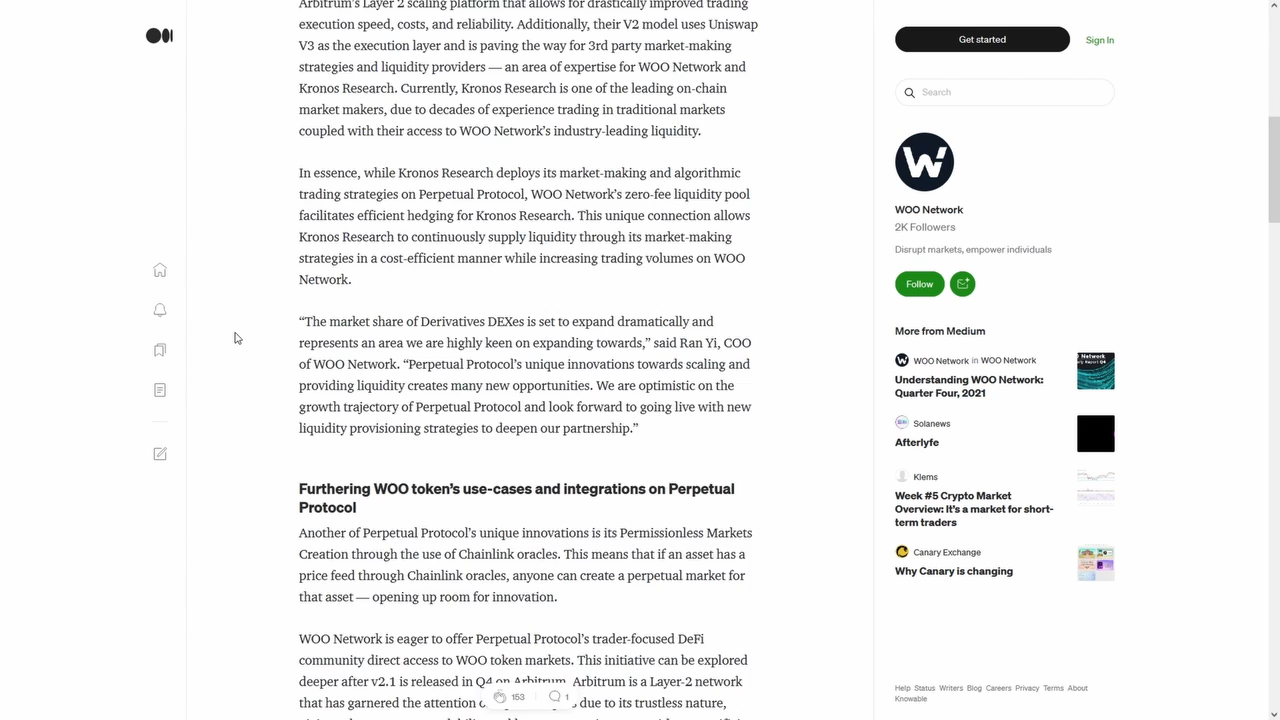 Arbitrum's Layer 2 scaling platform that allows for drastically improved trading
execution speed, costs, and reliability. Additionally, their V2 model uses Uniswap
V3 as the execution layer and is paving the way for 3rd party market-making
strategies and liquidity providers — an area of expertise for WOO Network and
Kronos Research. Currently, Kronos Research is one of the leading on-chain
market makers, due to decades of experience trading in traditional markets
coupled with their access to WOO Network's industry-leading liquidity.
In essence, while Kronos Research deploys its market-making and algorithmic
trading strategies on Perpetual Protocol, WOO Network's zero-fee liquidity pool
facilitates efficient hedging for Kronos Research. This unique connection allows
Kronos Research to continuously supply liquidity through its market-making
strategies in a cost-efficient manner while increasing trading volumes on WOO
Network.
“The market share of Derivatives DEXes is set to expand dramatically and
represents an area we are highly keen on expanding towards,” said Ran Yi, COO
of WOO Network. “Perpetual Protocol's unique innovations towards scaling and
providing liquidity creates many new opportunities. We are optimistic on the
growth trajectory of Perpetual Protocol and look forward to going live with new
liquidity provisioning strategies to deepen our partnership.”
Furthering WOO token's use-cases and integrations on Perpetual
Protocol
Another of Perpetual Protocol's unique innovations is its Permissionless Markets
Creation through the use of Chainlink oracles. This means that if an asset has a
price feed through Chainlink oracles, anyone can create a perpetual market for
that asset — opening up room for innovation.
WOO Network is eager to offer Perpetual Protocol's trader-focused DeFi
community direct access to WOO token markets. This initiative can be explored
deeper after v2.1 is released in Q4 on Arbitrum. Arbitrum is a Layer-2 network
that has garnered the attention due to its trustless nature,
153 1
Get started Sign In
Search
W
WOO Network
2K Followers
Disrupt markets, empower individuals
Follow
More from Medium
WOO Network in WOO Network
Understanding WOO Network:
Quarter Four, 2021
Solanews
Afterlyfe
Klems
Week #5 Crypto Market
Overview: It's a market for short-
term traders
Canary Exchange
Why Canary is changing
Help Status Writers Blog Careers Privacy Terms About
Knowable